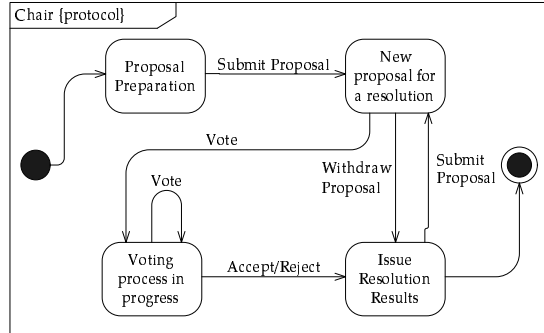 Chair {protocol}
Proposal
Preparation
Submit Proposal
New
proposal for
a resolution
Vote
Vote
Withdraw
Proposal
Submit
Proposal
Voting
process in
progress
Accept/Reject
Issue
Resolution
Results